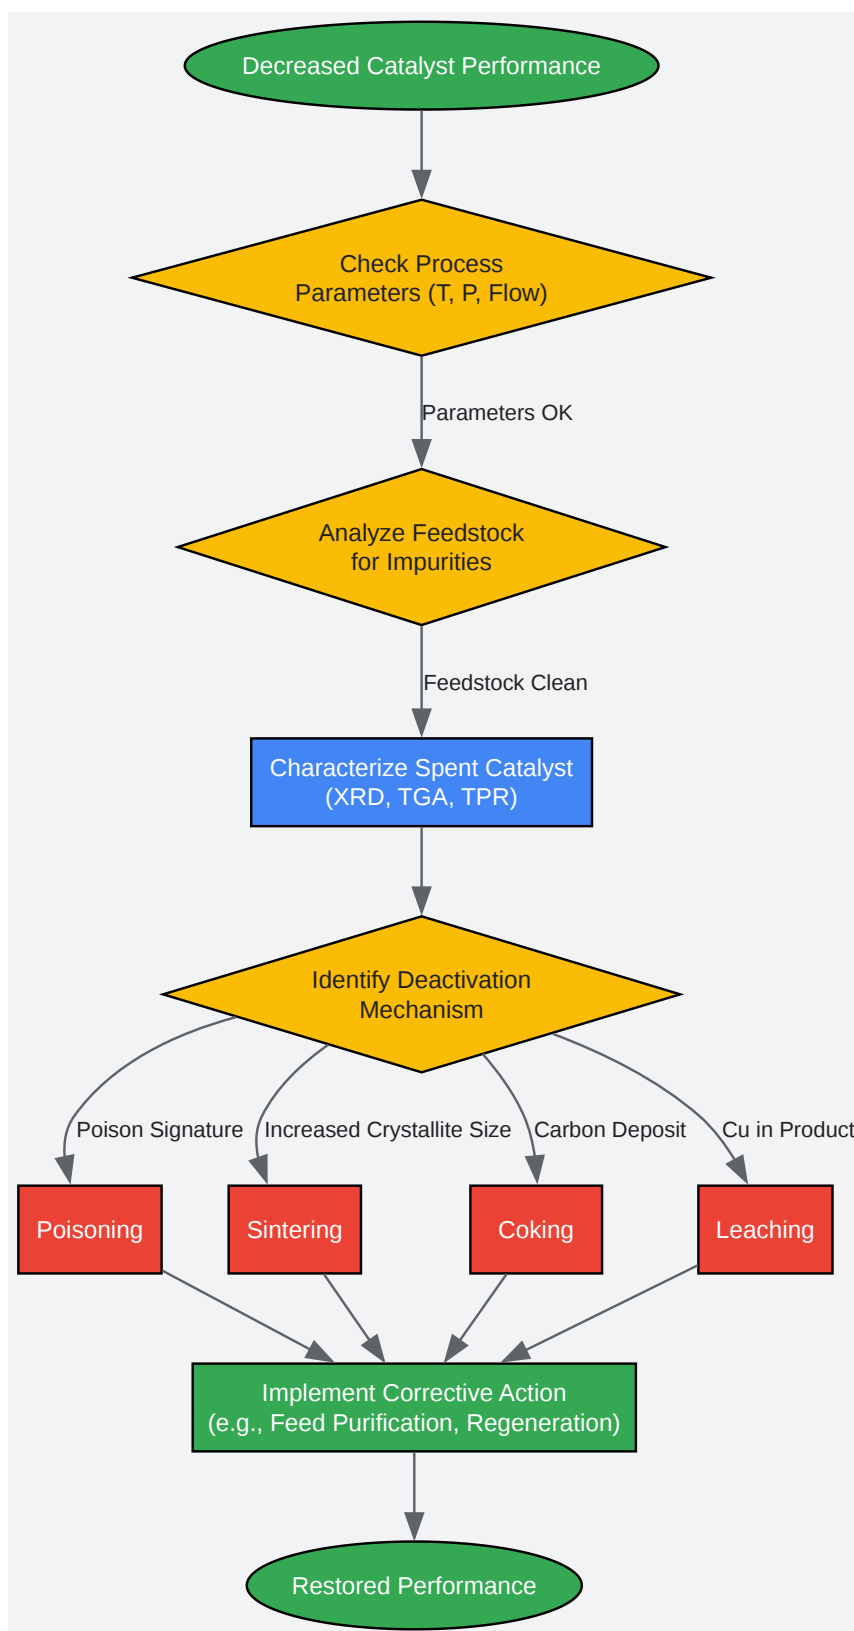 Decreased Catalyst Performance
Check Process
Parameters (T, P, Flow)
Parameters OK
Analyze Feedstock
for Impurities
Feedstock Clean
Characterize Spent Catalyst
(XRD, TGA, TPR)
Identify Deactivation
Mechanism
Poison Signature
Increased Crystallite Size
Carbon Deposit
Cu in Product
Poisoning
Sintering
Coking
Leaching
Implement Corrective Action
(e.g., Feed Purification, Regeneration)
Restored Performance